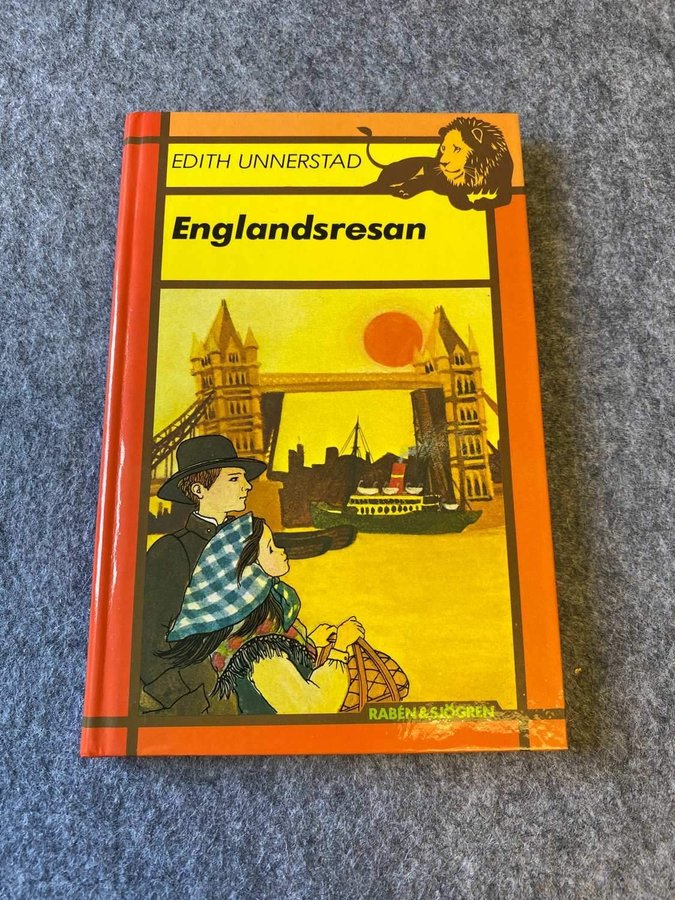 EDITH UNNERSTAD
Englandsresan
RABÉN & SJÖGREN